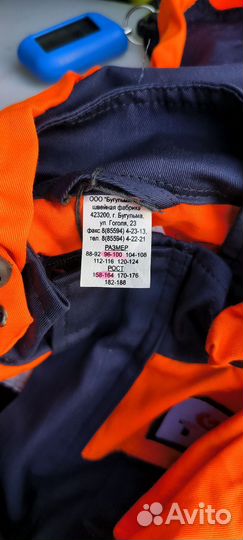 ООО "Бугульм
швейная фабрика
423200, г. Бугульма,
ул. Гоголя, 23
факс 8(85594) 4-23-13,
тел. 8(85594) 4-22-21
РАЗМЕР
88-92 96-100 104-108
112-116 120-124
РОСТ
158-164 170-176
182-188
Avito